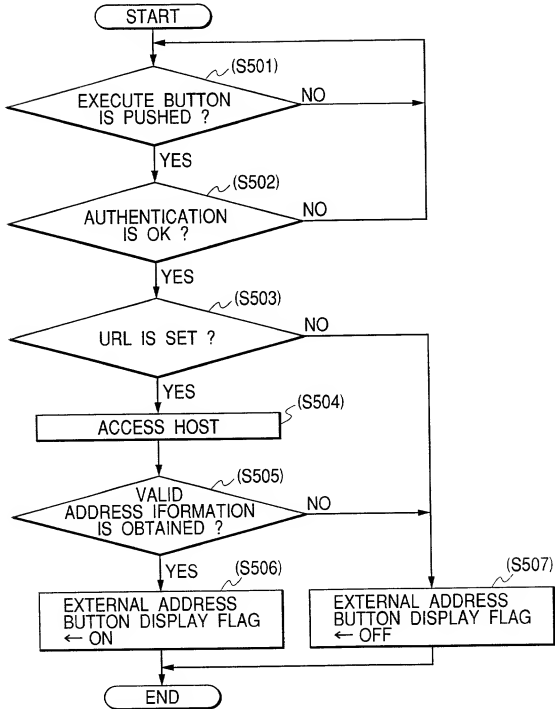 START
(S501)
EXECUTE BUTTON
IS PUSHED ?
NO
YES
(S502)
AUTHENTICATION
IS OK ?
NO
YES
(S503)
URL IS SET ?
NO
YES
(S504)
ACCESS HOST
(S505)
VALID
ADDRESS IFORMATION
IS OBTAINED ?
NO
YES
(S506)
EXTERNAL ADDRESS
BUTTON DISPLAY FLAG
← ON
(S507)
EXTERNAL ADDRESS
BUTTON DISPLAY FLAG
← OFF
END